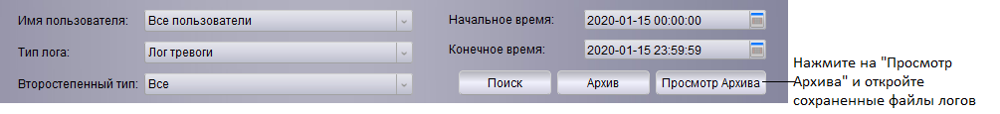 Имя пользователя: Все пользователи
Начальное время: 2020-01-15 00:00:00
Тип лога: Лог тревоги
Конечное время: 2020-01-15 23:59:59
Второстепенный тип: Все
Поиск Архив Просмотр Архива
Нажмите на "Просмотр
Архива" и откройте
сохраненные файлы логов